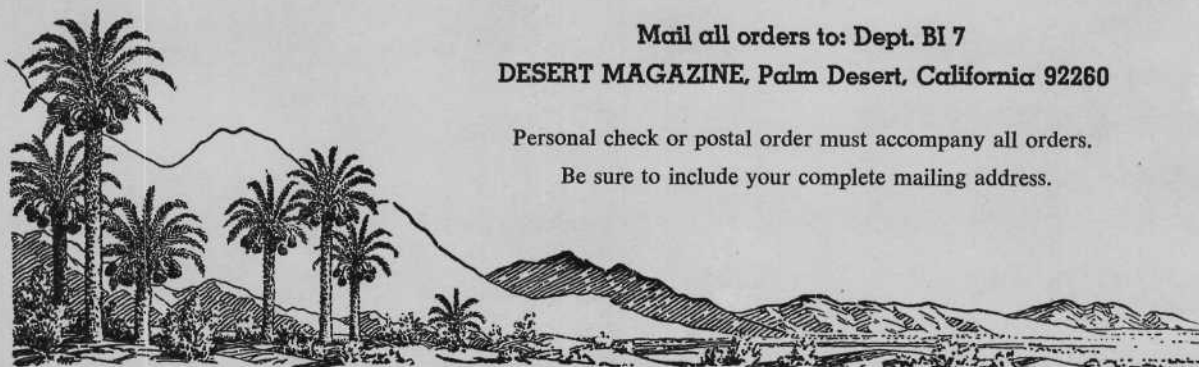 Mail all orders to: Dept. BI 7
DESERT MAGAZINE, Palm Desert, California 92260
Personal check or postal order must accompany all orders.
Be sure to include your complete mailing address.